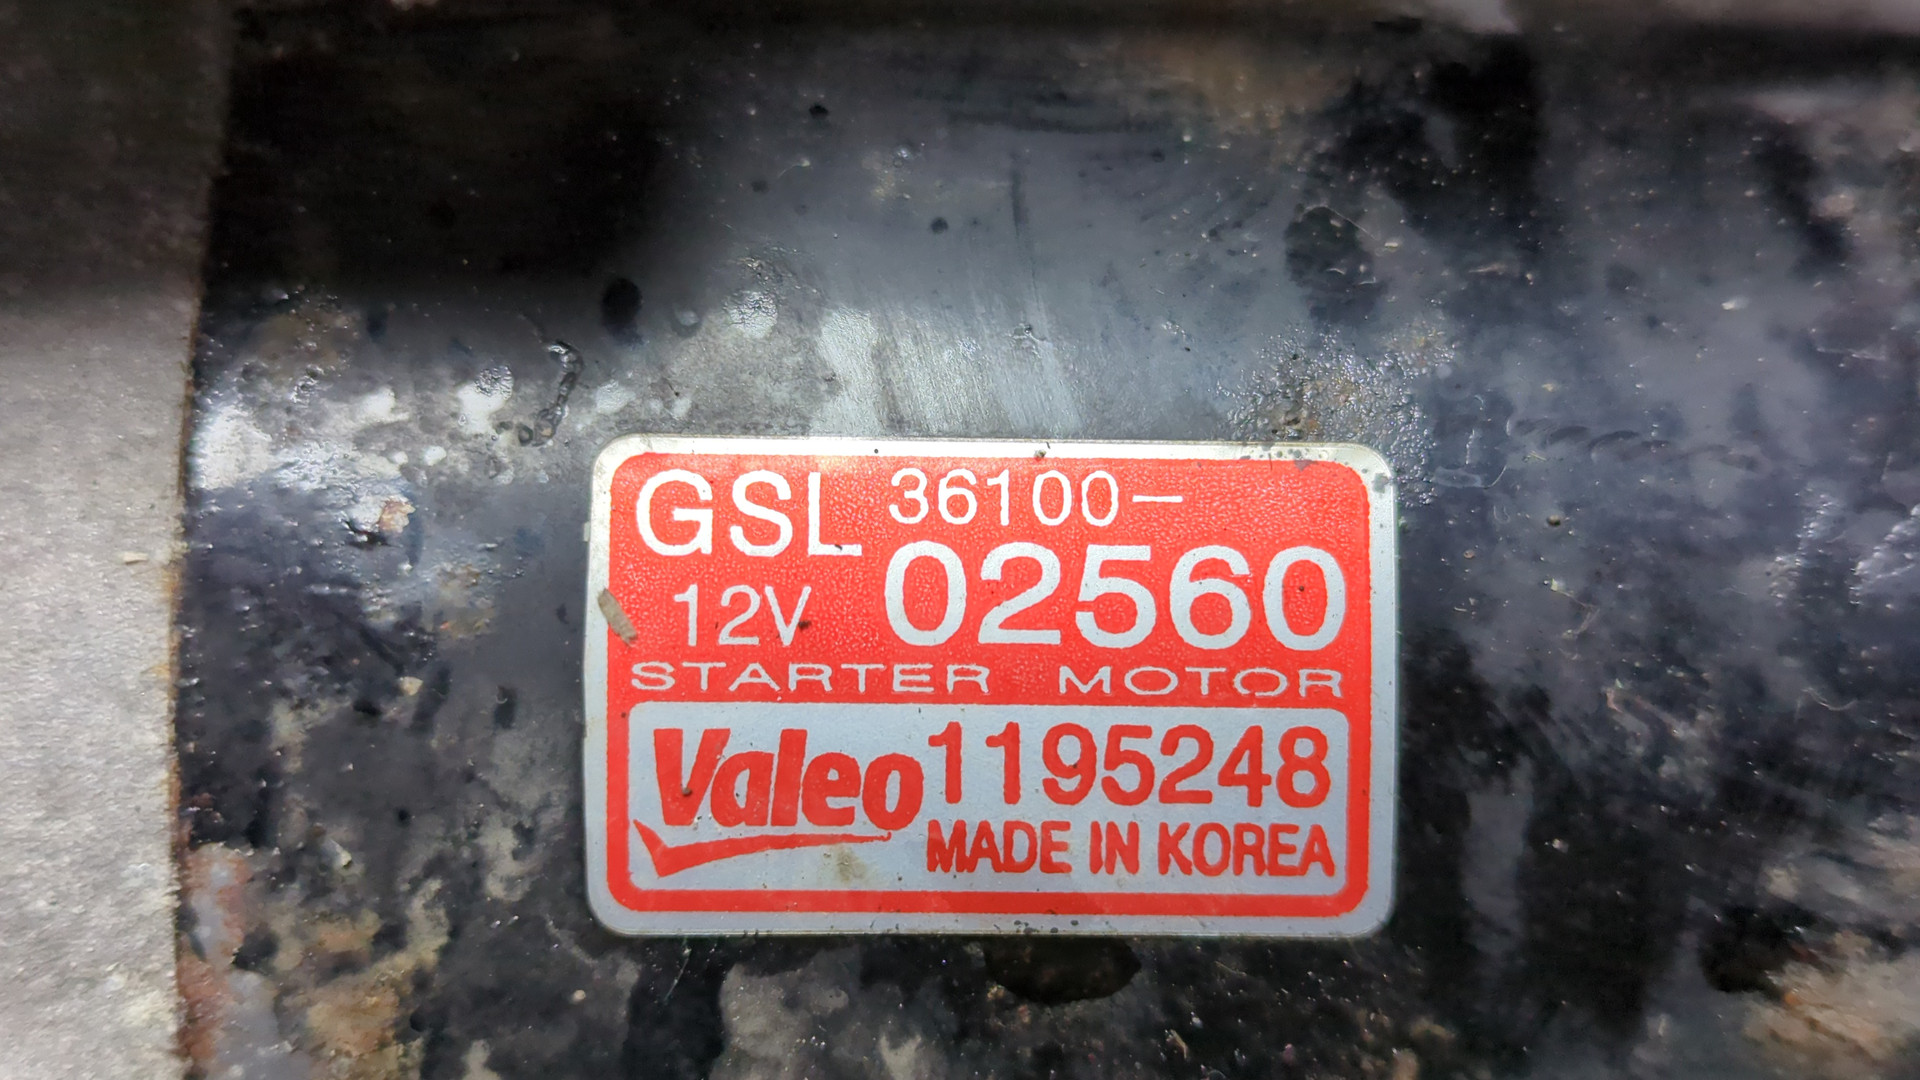 GSL 36100-
12V 02560
STARTER MOTOR
Valeo 1195248
MADE IN KOREA